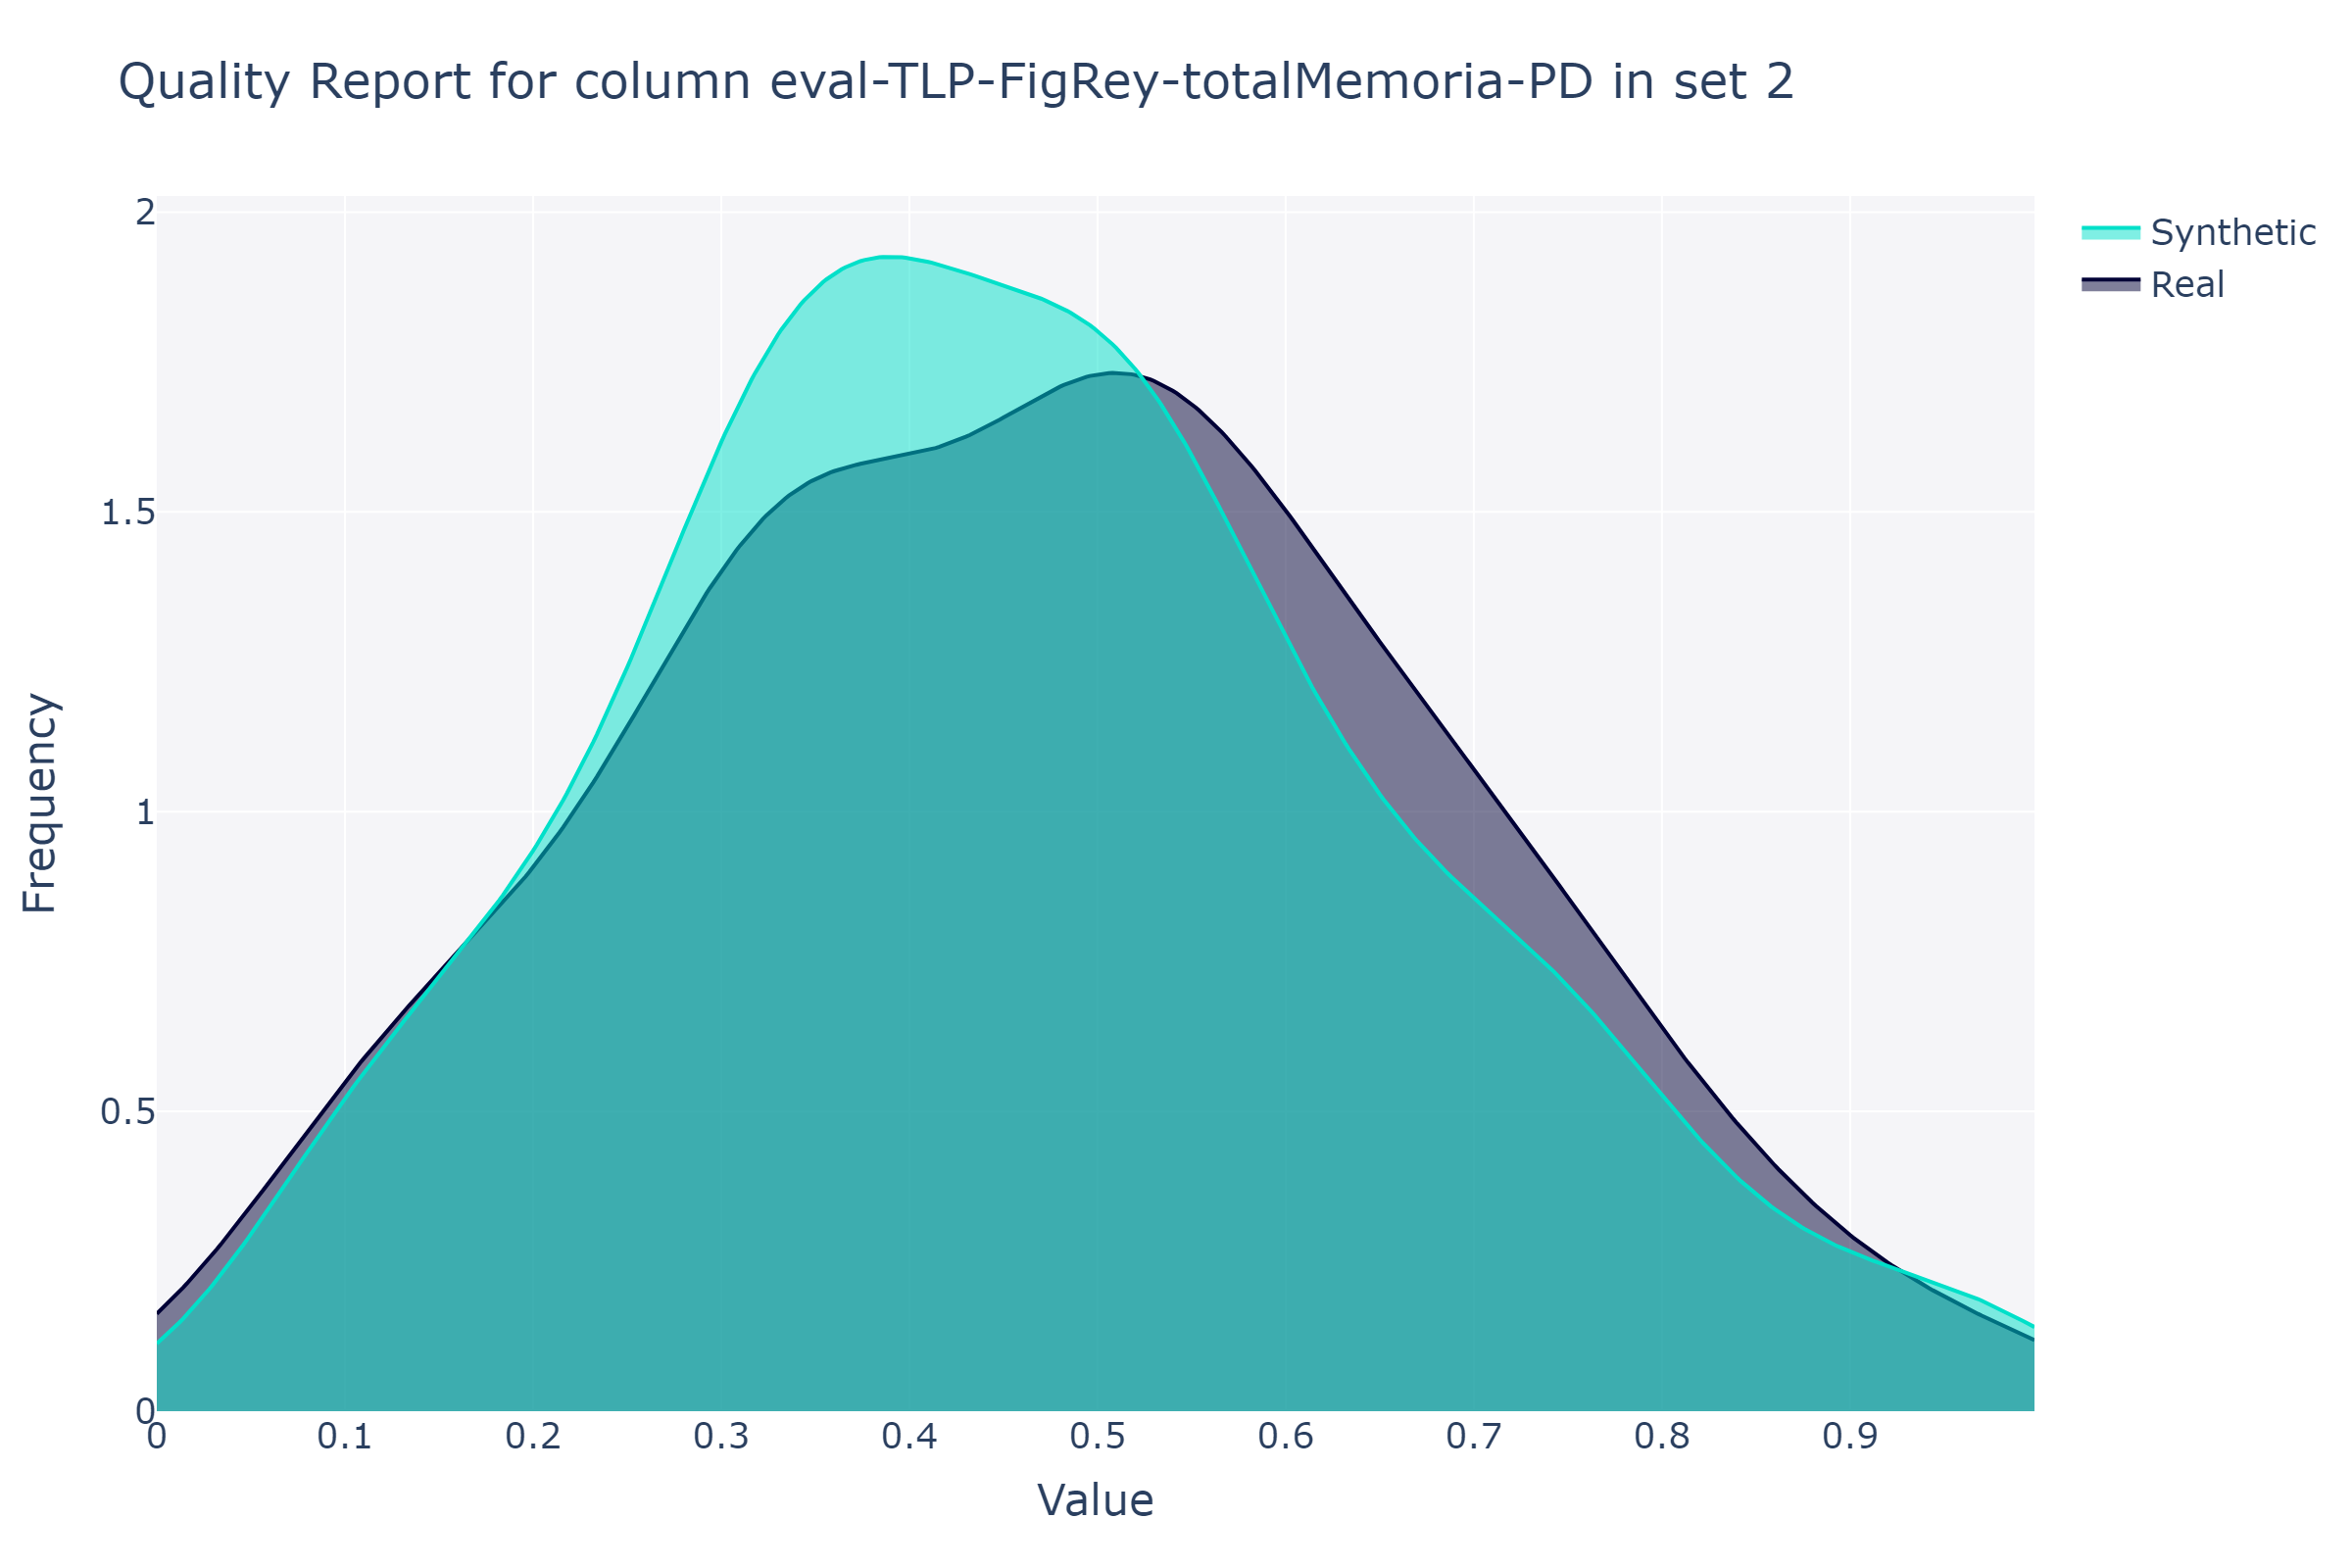 Quality Report for column eval-TLP-FigRey-totalMemoria-PD in set 2
Synthetic
Real
2
1.5
1
0.5
0
Frequency
0 0.1 0.2 0.3 0.4 0.5 0.6 0.7 0.8 0.9
Value